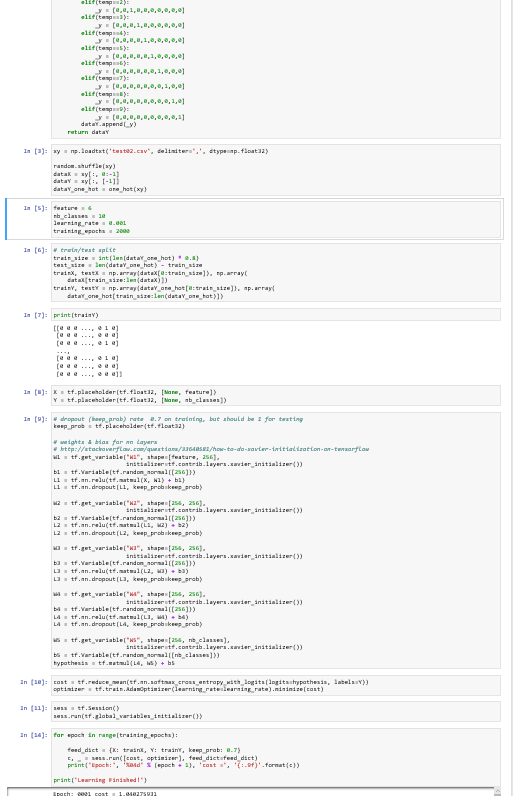 elif(temp==2):
_y = [0,0,1,0,0,0,0,0,0,0]
elif(temp==3):
_y = [0,0,0,1,0,0,0,0,0,0]
elif(temp==4):
_y = [0,0,0,0,1,0,0,0,0,0]
elif(temp==5):
_y = [0,0,0,0,0,1,0,0,0,0]
elif(temp==6):
_y = [0,0,0,0,0,0,1,0,0,0]
elif(temp==7):
_y = [0,0,0,0,0,0,0,1,0,0]
elif(temp==8):
_y = [0,0,0,0,0,0,0,0,1,0]
elif(temp==9):
_y = [0,0,0,0,0,0,0,0,0,1]
dataY.append(_y)
return dataY
In [3]: xy = np.loadtxt('test02.csv', delimiter=',', dtype=np.float32)
random.shuffle(xy)
dataX = xy[:, 0:-1]
dataY = xy[:, [-1]]
dataY_one_hot = one_hot(xy)
In [5]: feature = 6
nb_classes = 10
learning_rate = 0.001
training_epochs = 2000
In [6]: # train/test split
train_size = int(len(dataY_one_hot) * 0.8)
test_size = len(dataY_one_hot) - train_size
trainX, testX = np.array(dataX[0:train_size]), np.array(
dataX[train_size:len(dataX)])
trainY, testY = np.array(dataY_one_hot[0:train_size]), np.array(
dataY_one_hot[train_size:len(dataY_one_hot)])
In [7]: print(trainY)
[[0 0 0 ..., 0 1 0]
[0 0 0 ..., 0 0 0]
[0 0 0 ..., 0 1 0]
...,
[0 0 0 ..., 0 1 0]
[0 0 0 ..., 0 0 0]
[0 0 0 ..., 0 0 0]]
In [8]: X = tf.placeholder(tf.float32, [None, feature])
Y = tf.placeholder(tf.float32, [None, nb_classes])
In [9]: # dropout (keep_prob) rate 0.7 on training, but should be 1 for testing
keep_prob = tf.placeholder(tf.float32)
# weights & bias for nn layers
# http://stackoverflow.com/questions/33640581/how-to-do-xavier-initialization-on-tensorflow
W1 = tf.get_variable("W1", shape=[feature, 256],
initializer=tf.contrib.layers.xavier_initializer())
b1 = tf.Variable(tf.random_normal([256]))
L1 = tf.nn.relu(tf.matmul(X, W1) + b1)
L1 = tf.nn.dropout(L1, keep_prob=keep_prob)
W2 = tf.get_variable("W2", shape=[256, 256],
initializer=tf.contrib.layers.xavier_initializer())
b2 = tf.Variable(tf.random_normal([256]))
L2 = tf.nn.relu(tf.matmul(L1, W2) + b2)
L2 = tf.nn.dropout(L2, keep_prob=keep_prob)
W3 = tf.get_variable("W3", shape=[256, 256],
initializer=tf.contrib.layers.xavier_initializer())
b3 = tf.Variable(tf.random_normal([256]))
L3 = tf.nn.relu(tf.matmul(L2, W3) + b3)
L3 = tf.nn.dropout(L3, keep_prob=keep_prob)
W4 = tf.get_variable("W4", shape=[256, 256],
initializer=tf.contrib.layers.xavier_initializer())
b4 = tf.Variable(tf.random_normal([256]))
L4 = tf.nn.relu(tf.matmul(L3, W4) + b4)
L4 = tf.nn.dropout(L4, keep_prob=keep_prob)
W5 = tf.get_variable("W5", shape=[256, nb_classes],
initializer=tf.contrib.layers.xavier_initializer())
b5 = tf.Variable(tf.random_normal([nb_classes]))
hypothesis = tf.matmul(L4, W5) + b5
In [10]: cost = tf.reduce_mean(tf.nn.softmax_cross_entropy_with_logits(logits=hypothesis, labels=Y))
optimizer = tf.train.AdamOptimizer(learning_rate=learning_rate).minimize(cost)
In [11]: sess = tf.Session()
sess.run(tf.global_variables_initializer())
In [14]: for epoch in range(training_epochs):
feed_dict = {X: trainX, Y: trainY, keep_prob: 0.7}
c, _ = sess.run([cost, optimizer], feed_dict=feed_dict)
print('Epoch:', '%04d' % (epoch + 1), 'cost =', '{:.9f}'.format(c))
print("Learning Finished!")
Epoch: 0001 cost = 1.040275931